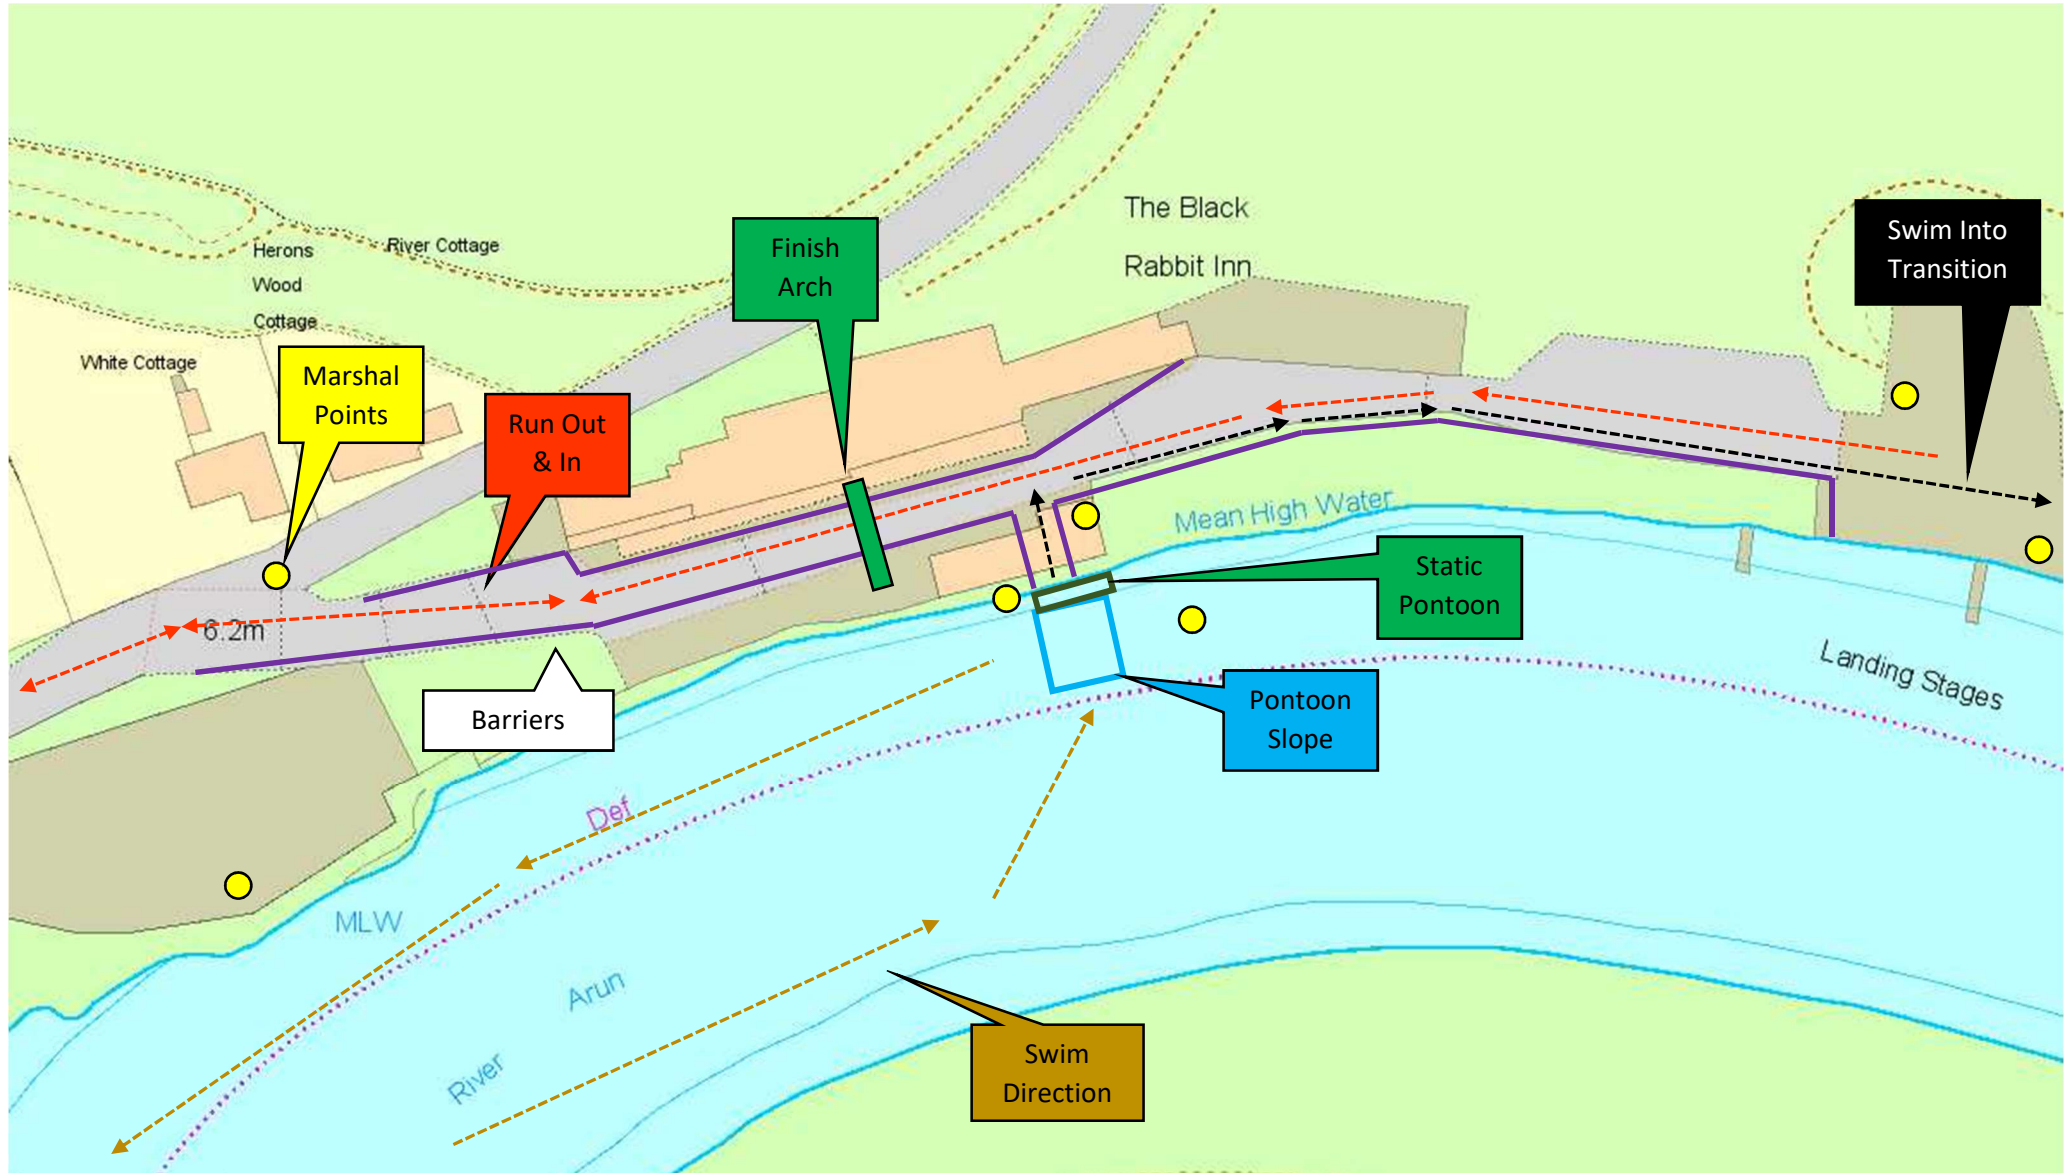 The Black
Rabbit Inn
Swim Into
Transition
Finish
Arch
River Cottage
Herons
Wood
Cottage
White Cottage
Marshal
Points
Run Out
& In
Mean High Water
Static
Pontoon
6.2m
Landing Stages
Barriers
Pontoon
Slope
Def
MLW
Arun
River
Swim
Direction